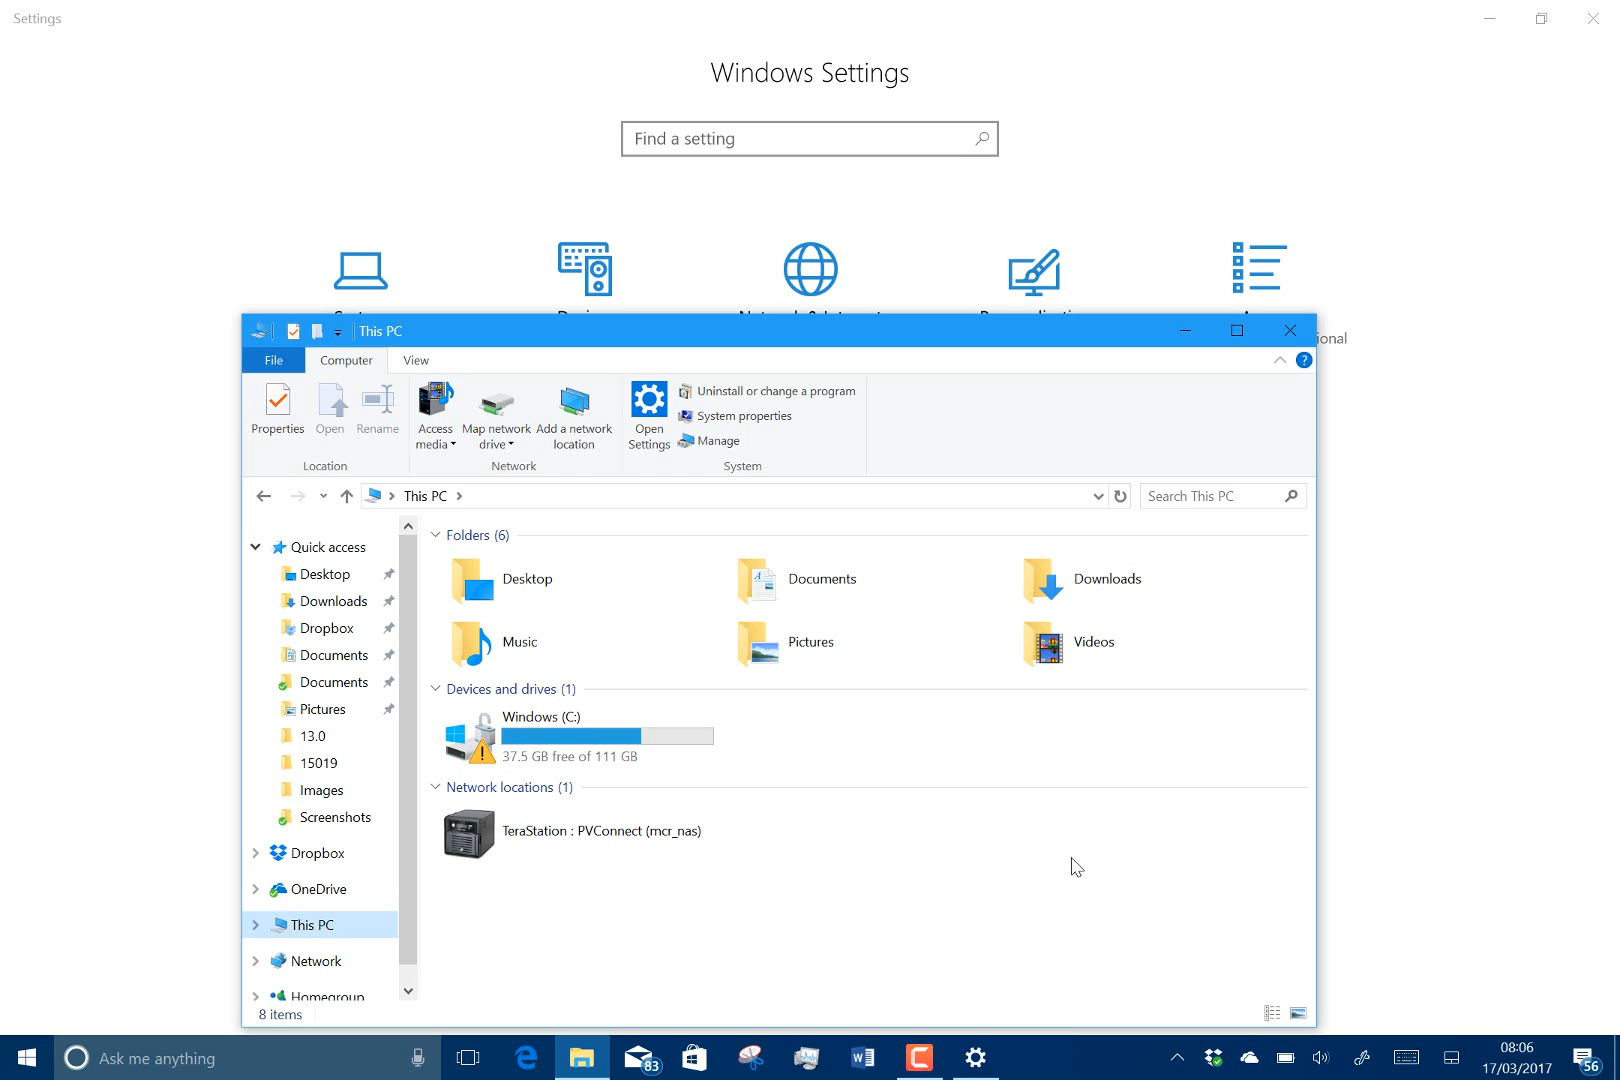 Settings
Windows Settings
Find a setting
ional
This PC
File
Computer
View
Properties
Open
Rename
Access media
Map network drive
Add a network location
Open Settings
Uninstall or change a program
System properties
Manage
Location
Network
System
This PC
Search This PC
Quick access
Desktop
Downloads
Dropbox
Documents
Documents
Pictures
13.0
15019
Images
Screenshots
Dropbox
OneDrive
This PC
Network
Homegroup
Folders (6)
Desktop
Documents
Downloads
Music
Pictures
Videos
Devices and drives (1)
Windows (C:)
37.5 GB free of 111 GB
Network locations (1)
TeraStation : PVConnect (mcr_nas)
8 items
Ask me anything
83
08:06
17/03/2017
56